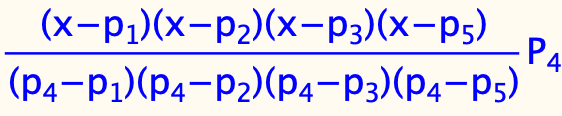 (x−p₁)(x−p₂)(x−p₃)(x−p₅)
(p₄−p₁)(p₄−p₂)(p₄−p₃)(p₄−p₅) P₄